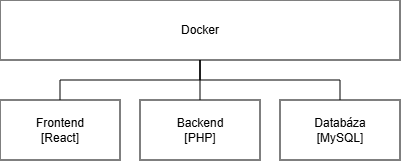 Docker
Frontend
[React]
Backend
[PHP]
Databáza
[MySQL]